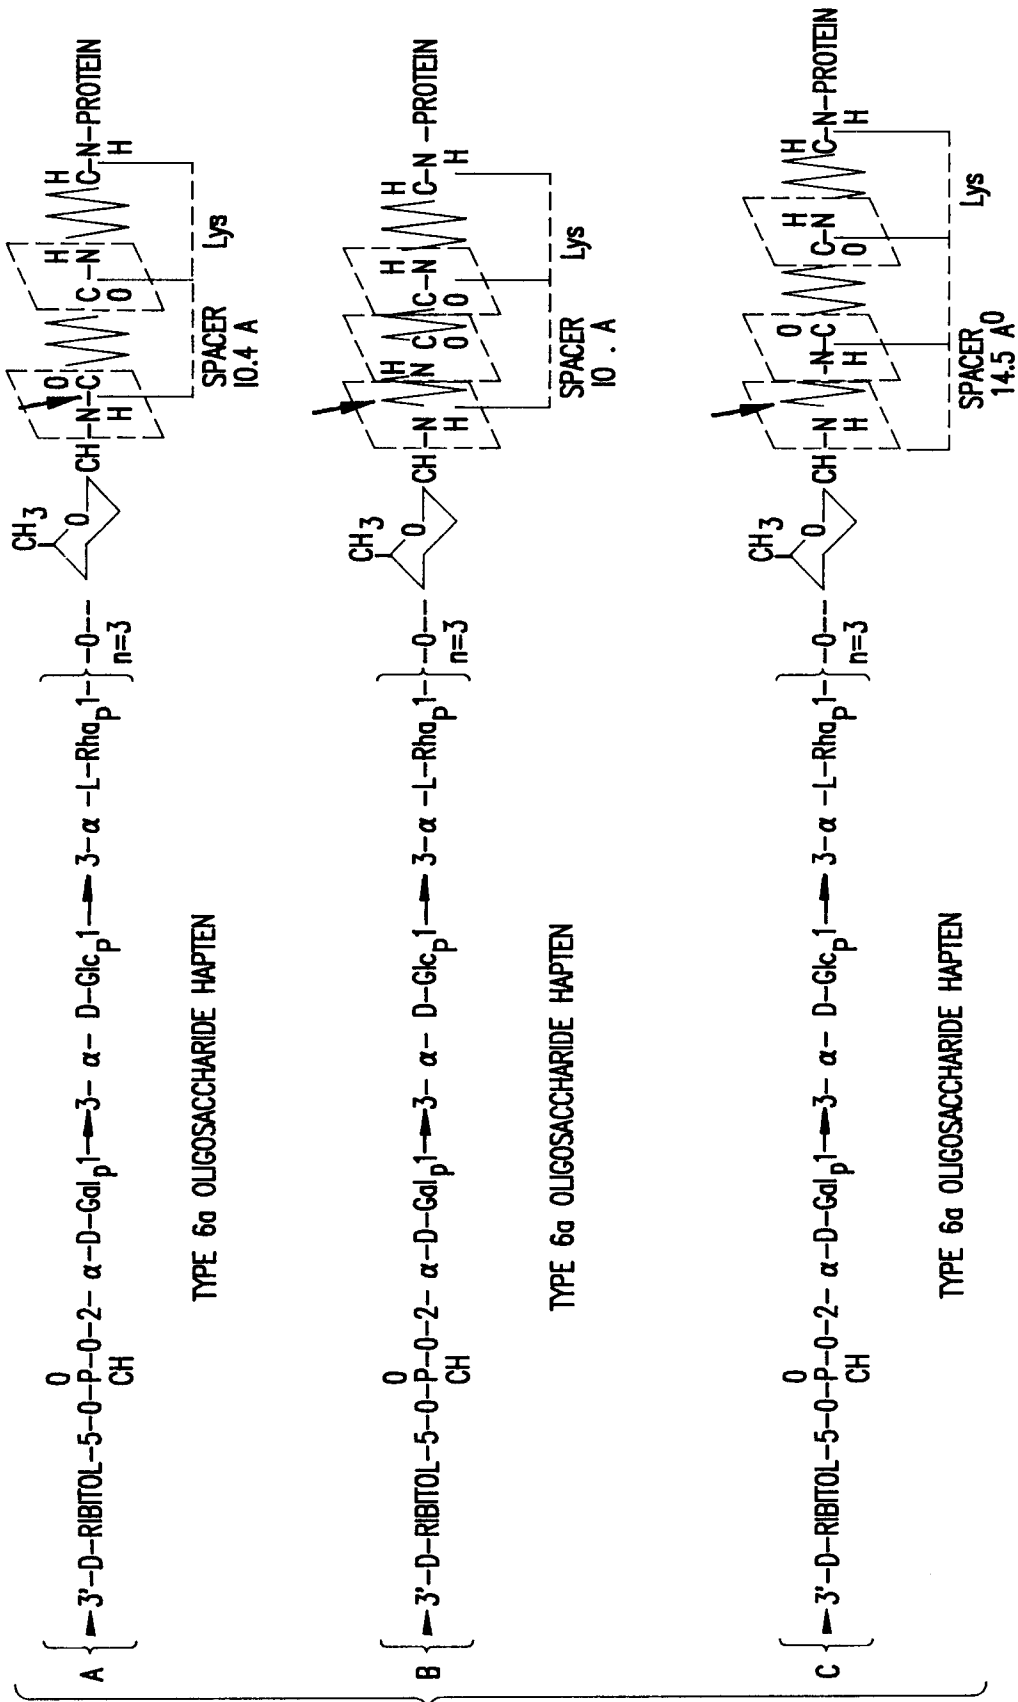 O CH3 O H H
A 3'-D-RIBITOL-5-O-P-O-2- α-D-Galp1→3- α- D-Glcp1→3-α -L-Rhap1---O--- O CH-N-C C-N C-N-PROTEIN
CH n=3 H O H
SPACER Lys
10.4 A
TYPE 6a OLIGOSACCHARIDE HAPTEN
O CH3 H H H
B 3'-D-RIBITOL-5-O-P-O-2- α-D-Galp1→3- α- D-Glcp1→3-α -L-Rhap1---O--- O CH-N N C C-N C-N -PROTEIN
CH n=3 H O O H
SPACER Lys
10 . A
TYPE 6a OLIGOSACCHARIDE HAPTEN
O CH3 O H H
C 3'-D-RIBITOL-5-O-P-O-2- α-D-Galp1→3- α- D-Glcp1→3-α -L-Rhap1---O--- O CH-N -N-C C-N C-N-PROTEIN
CH n=3 H H O H
SPACER Lys
14.5 A0
TYPE 6a OLIGOSACCHARIDE HAPTEN